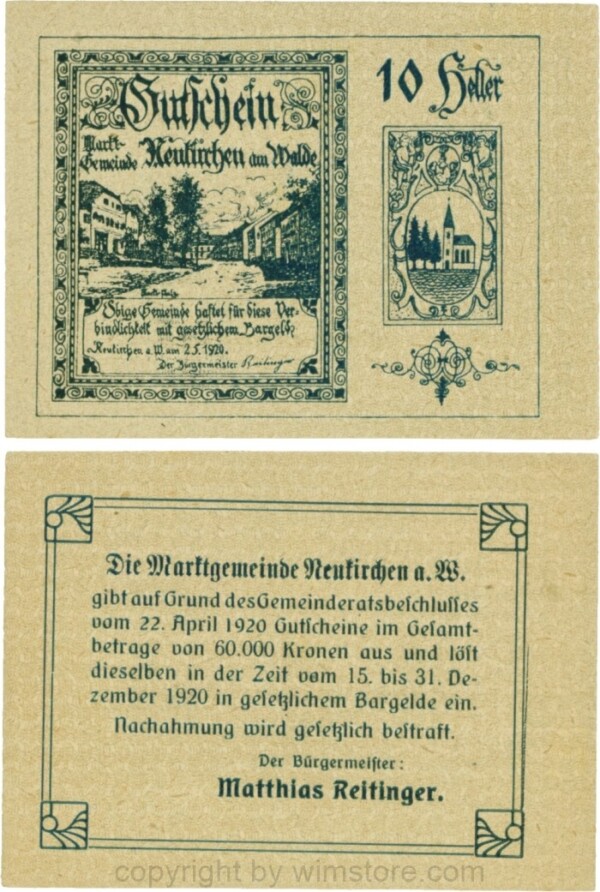 Gutschein
Markt-
Gemeinde Neukirchen am Walde
Obige Gemeinde haftet für diese Ver-
bindlichkeit mit gesetzlichem Bargeld.
Neukirchen a. W. am 2.5.1920.
Der Bürgermeister Reitinger
10 Heller
Die Marktgemeinde Neukirchen a. W.
gibt auf Grund des Gemeinderatsbeschlusses
vom 22. April 1920 Gutscheine im Gesamt-
betrage von 60.000 Kronen aus und löst
dieselben in der Zeit vom 15. bis 31. De-
zember 1920 in gesetzlichem Bargelde ein.
Nachahmung wird gesetzlich bestraft.
Der Bürgermeister:
Matthias Reitinger.
copyright by wimstore.com